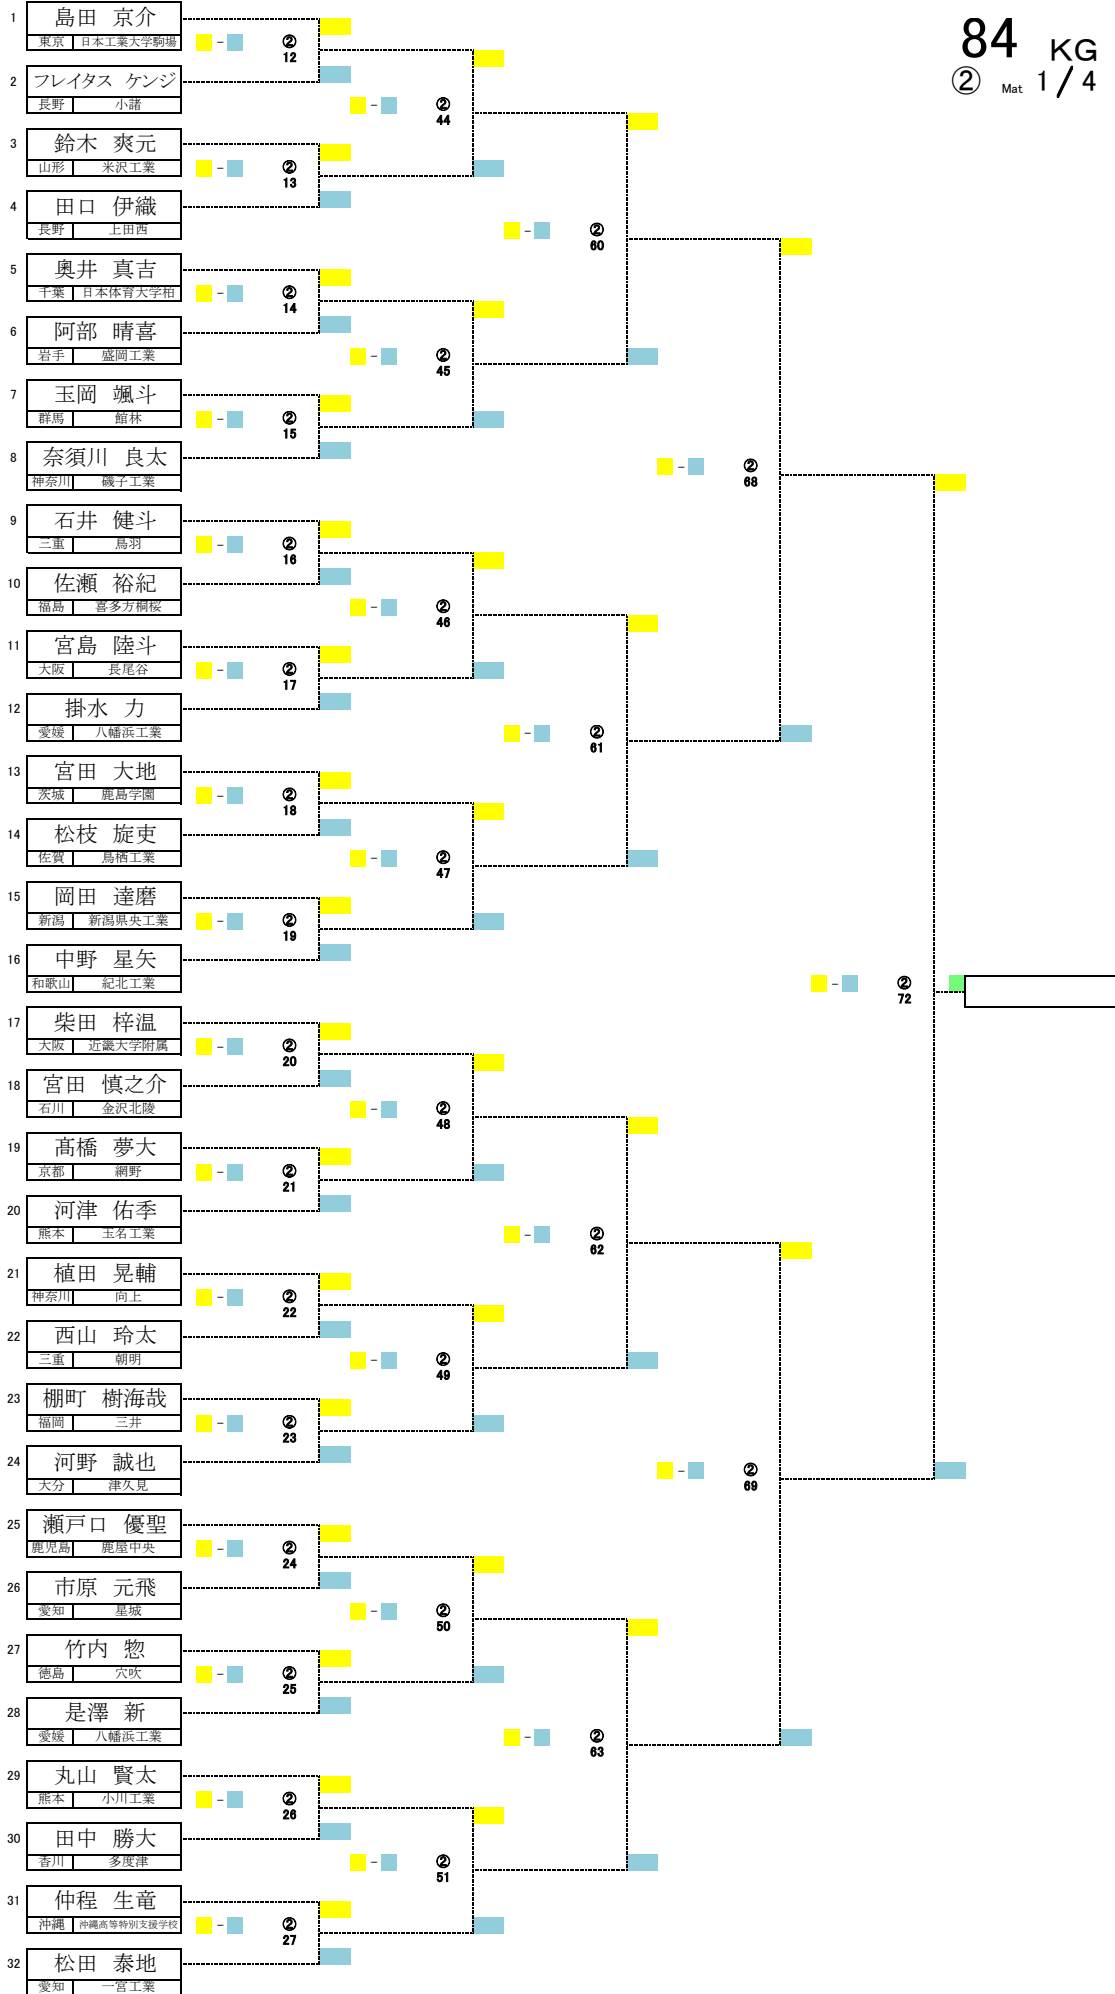 84 KG
② Mat 1 / 4
1 島田 京介
東京 日本工業大学駒場
－ ② 12
2 フレイタス ケンジ
長野 小諸
－ ② 44
3 鈴木 爽元
山形 米沢工業
－ ② 13
4 田口 伊織
長野 上田西
－ ② 60
5 奥井 真吉
千葉 日本体育大学柏
－ ② 14
6 阿部 晴喜
岩手 盛岡工業
－ ② 45
7 玉岡 颯斗
群馬 館林
－ ② 15
8 奈須川 良太
神奈川 磯子工業
－ ② 68
9 石井 健斗
三重 鳥羽
－ ② 16
10 佐瀬 裕紀
福島 喜多方桐桜
－ ② 46
11 宮島 陸斗
大阪 長尾谷
－ ② 17
12 掛水 力
愛媛 八幡浜工業
－ ② 61
13 宮田 大地
茨城 鹿島学園
－ ② 18
14 松枝 旋吏
佐賀 鳥栖工業
－ ② 47
15 岡田 達磨
新潟 新潟県央工業
－ ② 19
16 中野 星矢
和歌山 紀北工業
－ ② 72
17 柴田 梓温
大阪 近畿大学附属
－ ② 20
18 宮田 慎之介
石川 金沢北陵
－ ② 48
19 髙橋 夢大
京都 網野
－ ② 21
20 河津 佑季
熊本 玉名工業
－ ② 62
21 植田 晃輔
神奈川 向上
－ ② 22
22 西山 玲太
三重 朝明
－ ② 49
23 棚町 樹海哉
福岡 三井
－ ② 23
24 河野 誠也
大分 津久見
－ ② 69
25 瀬戸口 優聖
鹿児島 鹿屋中央
－ ② 24
26 市原 元飛
愛知 星城
－ ② 50
27 竹内 惣
徳島 穴吹
－ ② 25
28 是澤 新
愛媛 八幡浜工業
－ ② 63
29 丸山 賢太
熊本 小川工業
－ ② 26
30 田中 勝大
香川 多度津
－ ② 51
31 仲程 生竜
沖縄 沖縄高等特別支援学校
－ ② 27
32 松田 泰地
愛知 一宮工業